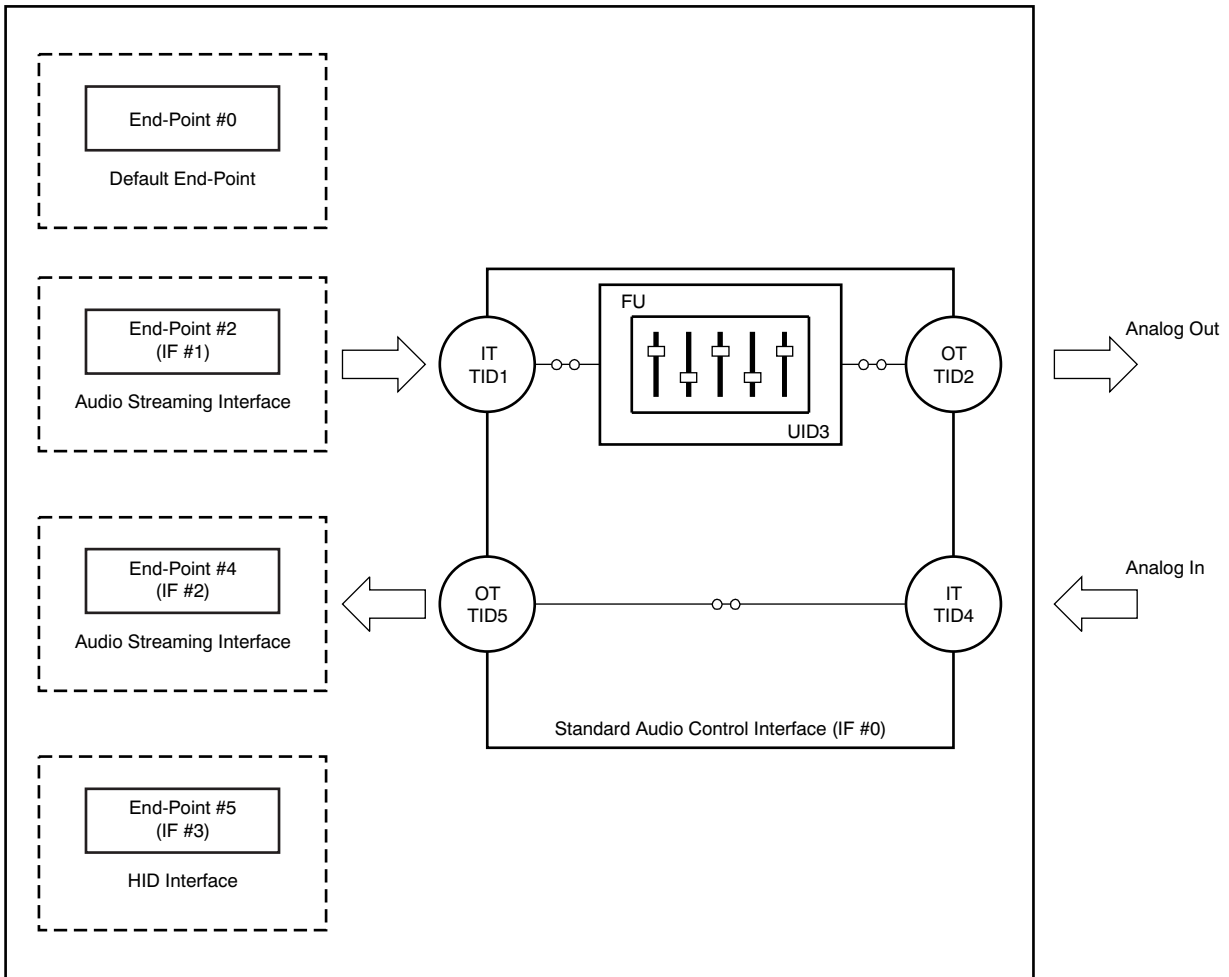 End-Point #0
Default End-Point
End-Point #2
(IF #1)
Audio Streaming Interface
IT
TID1
FU
UID3
OT
TID2
Analog Out
End-Point #4
(IF #2)
Audio Streaming Interface
OT
TID5
IT
TID4
Analog In
Standard Audio Control Interface (IF #0)
End-Point #5
(IF #3)
HID Interface